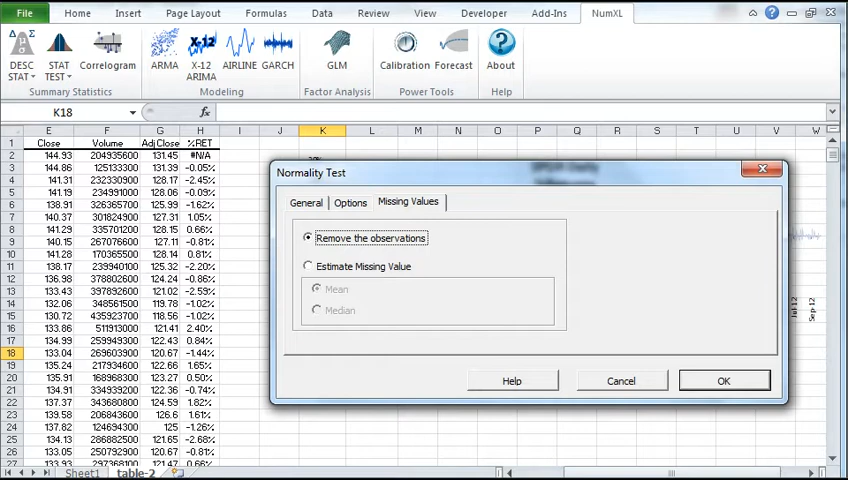 File Home Insert Page Layout Formulas Data Review View Developer Add-Ins NumXL
DESC STAT STAT TEST Correlogram ARMA X-12 ARIMA AIRLINE GARCH GLM Calibration Forecast About
Summary Statistics Modeling Factor Analysis Power Tools Help
K18 fx
E F G H I J K L M N O P Q R S T U V W
1 Close Volume Adj Close %RET
2 144.93 204935600 131.45 #N/A
3 144.86 125133300 131.39 -0.05%
4 141.31 232330900 128.17 -2.45%
5 141.19 234991000 128.06 -0.09%
6 138.91 326365700 125.99 -1.62%
7 140.37 301824900 127.31 1.05%
8 141.29 335701200 128.15 0.66%
9 140.15 267076600 127.11 -0.81%
10 141.28 170365500 128.14 0.81%
11 138.17 239940100 125.32 -2.20%
12 136.98 378802600 124.24 -0.86%
13 133.43 397892600 121.02 -2.59%
14 132.06 348561500 119.78 -1.02%
15 130.72 435923700 118.56 -1.02%
16 133.86 511913000 121.41 2.40%
17 134.99 259949300 122.43 0.84%
18 133.04 269603900 120.67 -1.44%
19 135.24 217934600 122.66 1.65%
20 135.91 168968300 123.27 0.50%
21 134.91 334939200 122.36 -0.74%
22 137.37 343680800 124.59 1.82%
23 139.58 206843600 126.6 1.61%
24 137.82 124694300 125 -1.26%
25 134.13 286882500 121.65 -2.68%
26 133.05 250792900 120.67 -0.81%
27 133.93 297368100 121.47 0.66%
Normality Test
General Options Missing Values
Remove the observations
Estimate Missing Value
Mean
Median
Help Cancel OK
Jul-12
Sep-12
Sheet1 table-2